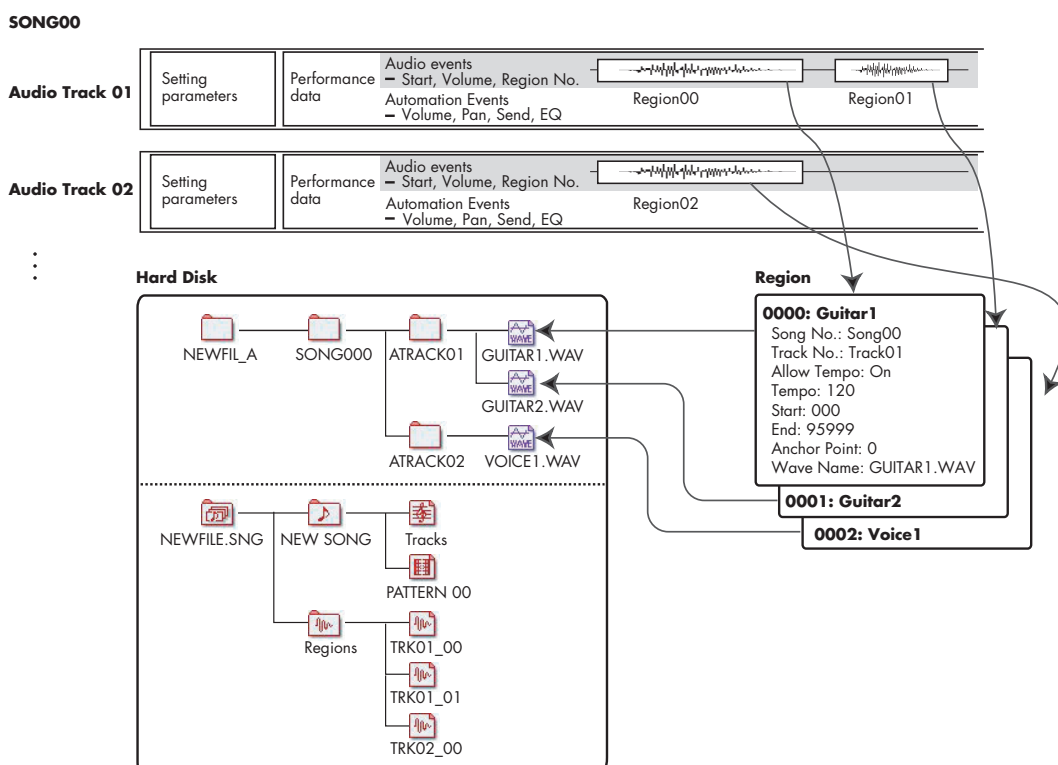 SONG00
Audio Track 01
Setting
parameters
Performance
data
Audio events
– Start, Volume, Region No.
Automation Events
– Volume, Pan, Send, EQ
Region00
Region01
Audio Track 02
Setting
parameters
Performance
data
Audio events
– Start, Volume, Region No.
Automation Events
– Volume, Pan, Send, EQ
Region02
Hard Disk
NEWFIL_A
SONG000
ATRACK01
WAVE
GUITAR1.WAV
WAVE
GUITAR2.WAV
ATRACK02
WAVE
VOICE1.WAV
NEWFILE.SNG
NEW SONG
Tracks
PATTERN 00
Regions
TRK01_00
TRK01_01
TRK02_00
Region
0000: Guitar1
Song No.: Song00
Track No.: Track01
Allow Tempo: On
Tempo: 120
Start: 000
End: 95999
Anchor Point: 0
Wave Name: GUITAR1.WAV
0001: Guitar2
0002: Voice1